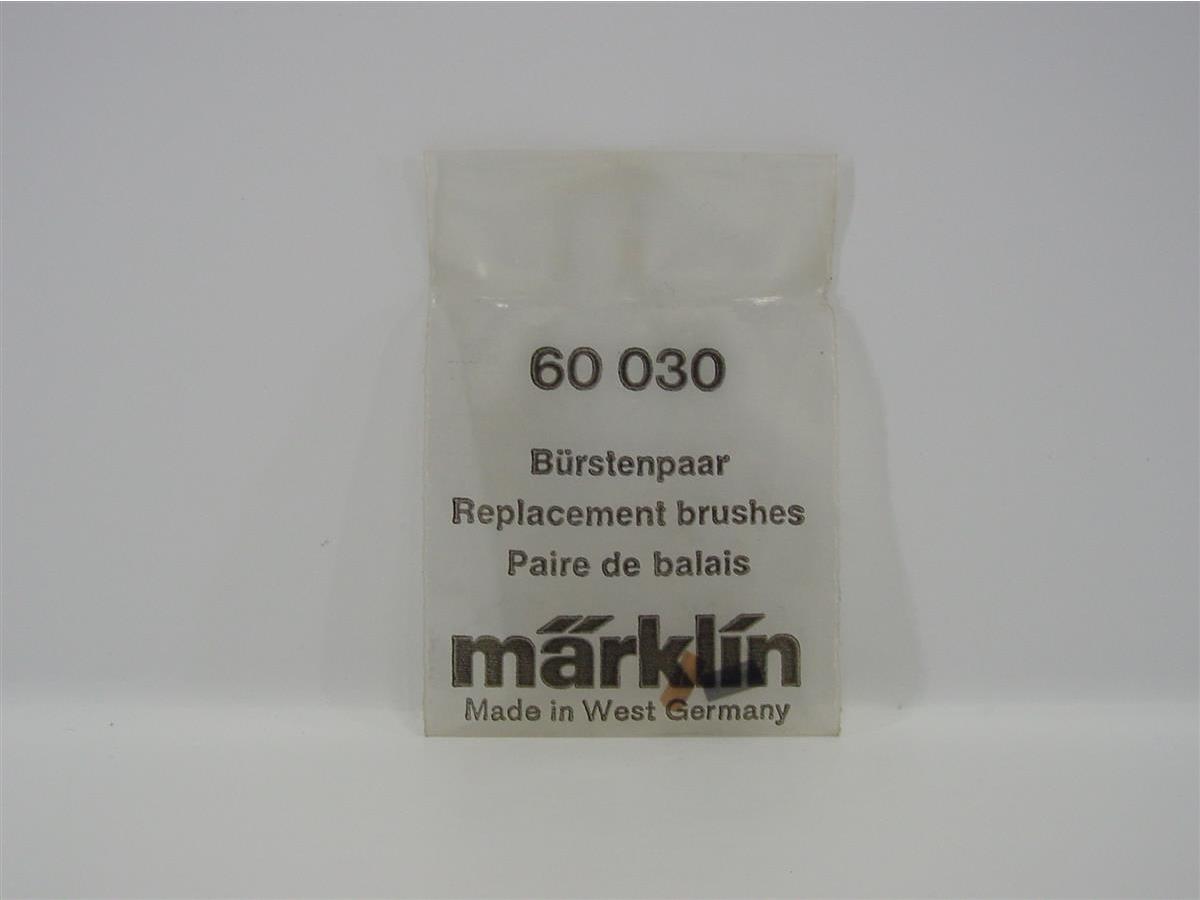 60 030
Bürstenpaar
Replacement brushes
Paire de balais
märklin
Made in West Germany